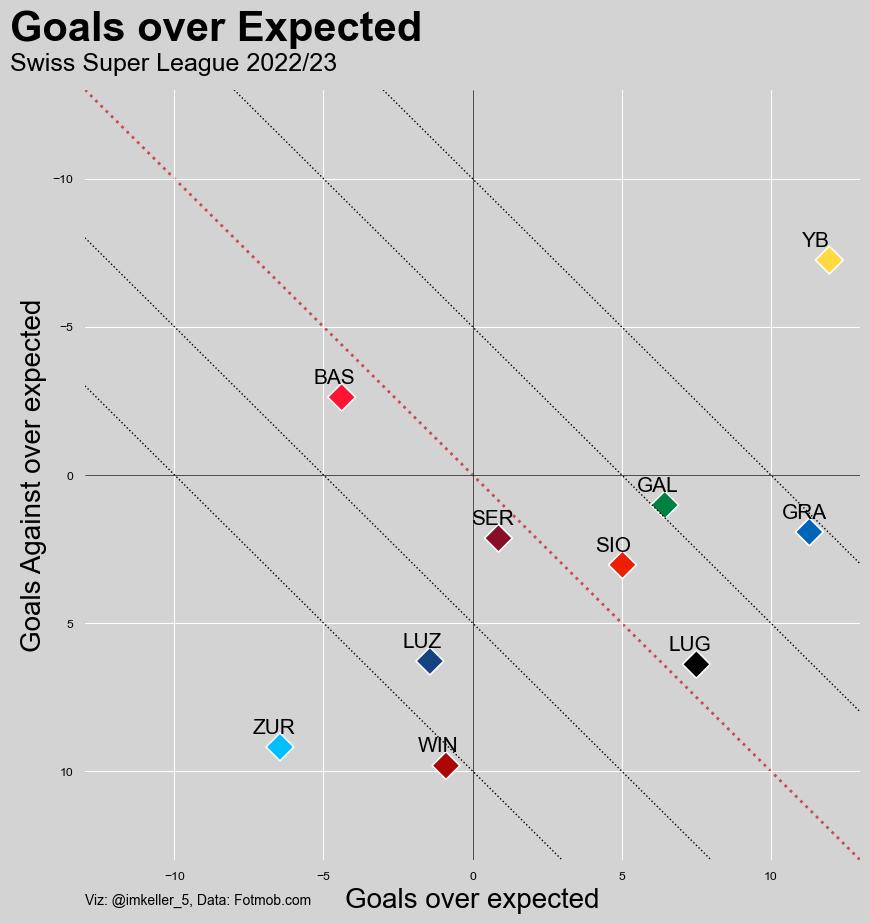 Goals over Expected
Swiss Super League 2022/23
−10
YB
−5
BAS
0
GAL
GRA
SER
SIO
5
LUZ
LUG
ZUR
WIN
10
Goals Against over expected
−10
−5
0
5
10
Viz: @imkeller_5, Data: Fotmob.com
Goals over expected